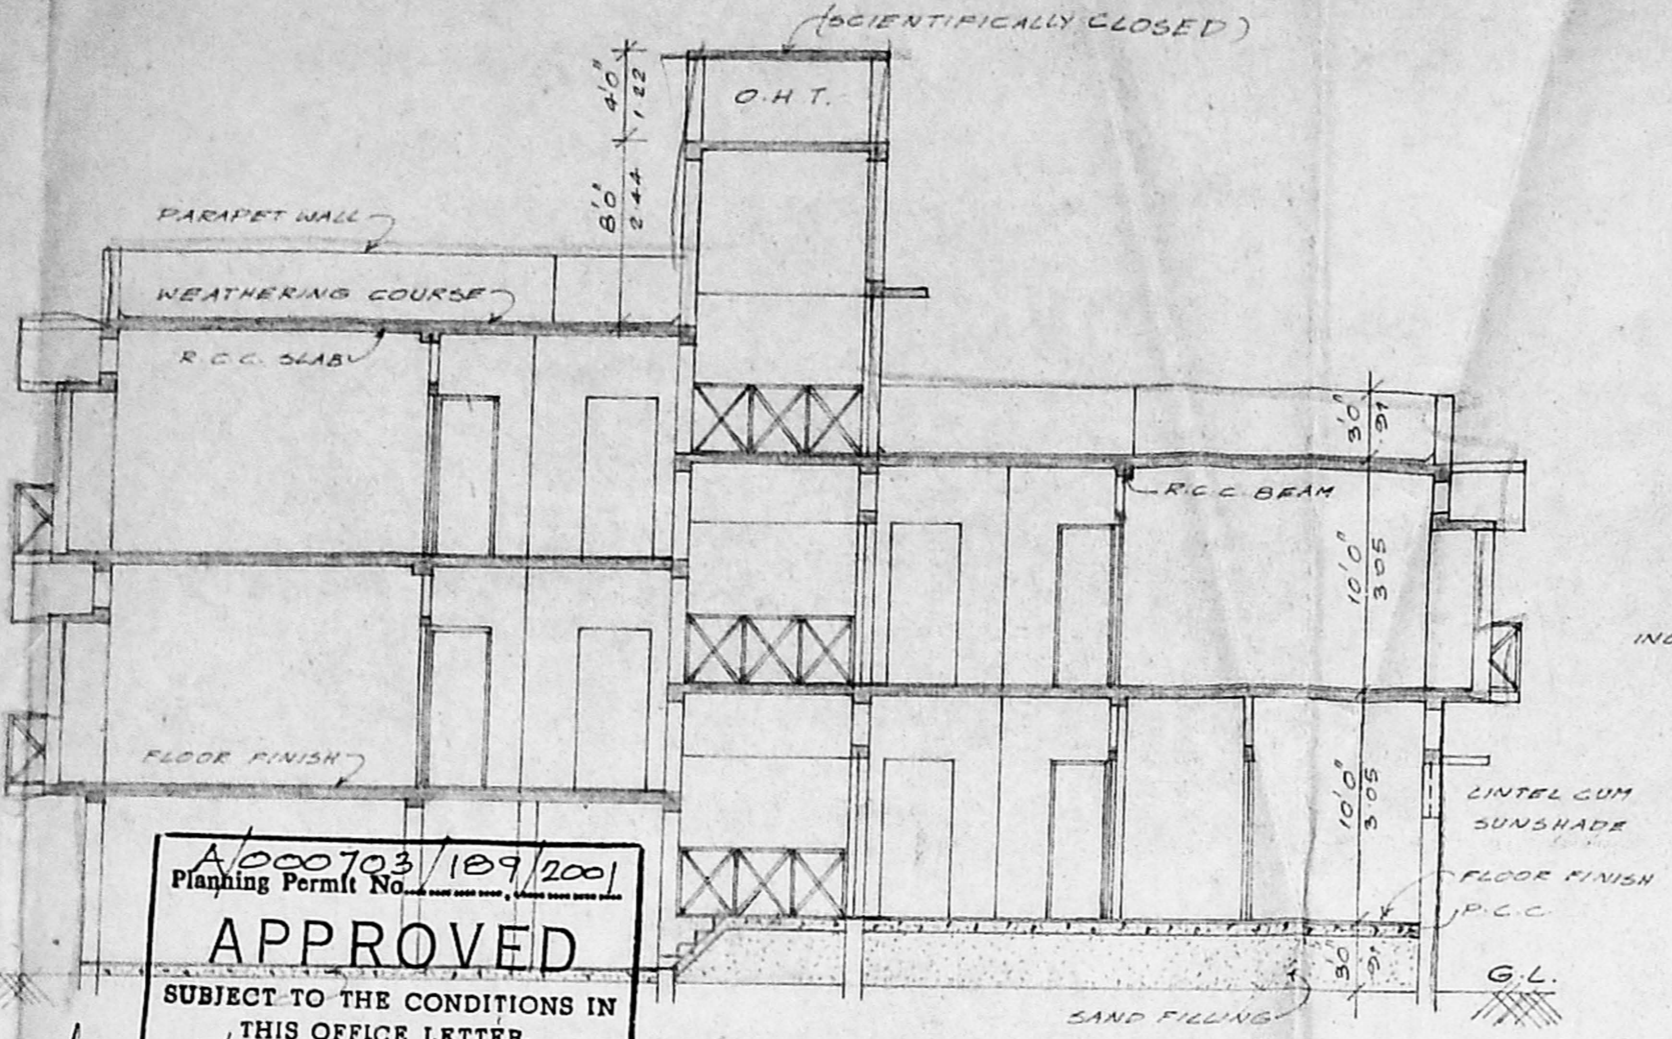 (SCIENTIFICALLY CLOSED)
4'0"
1.22
O.H.T.
8'0"
2.44
PARAPET WALL
WEATHERING COURSE
R.C.C. SLAB
3'0"
.91
R.C.C. BEAM
10'0"
3.05
FLOOR FINISH
10'0"
3.05
LINTEL CUM
SUNSHADE
FLOOR FINISH
P.C.C.
3'0"
.91
G.L.
SAND FILLING
A/000703/189/2001
Planning Permit No
APPROVED
SUBJECT TO THE CONDITIONS IN
THIS OFFICE LETTER